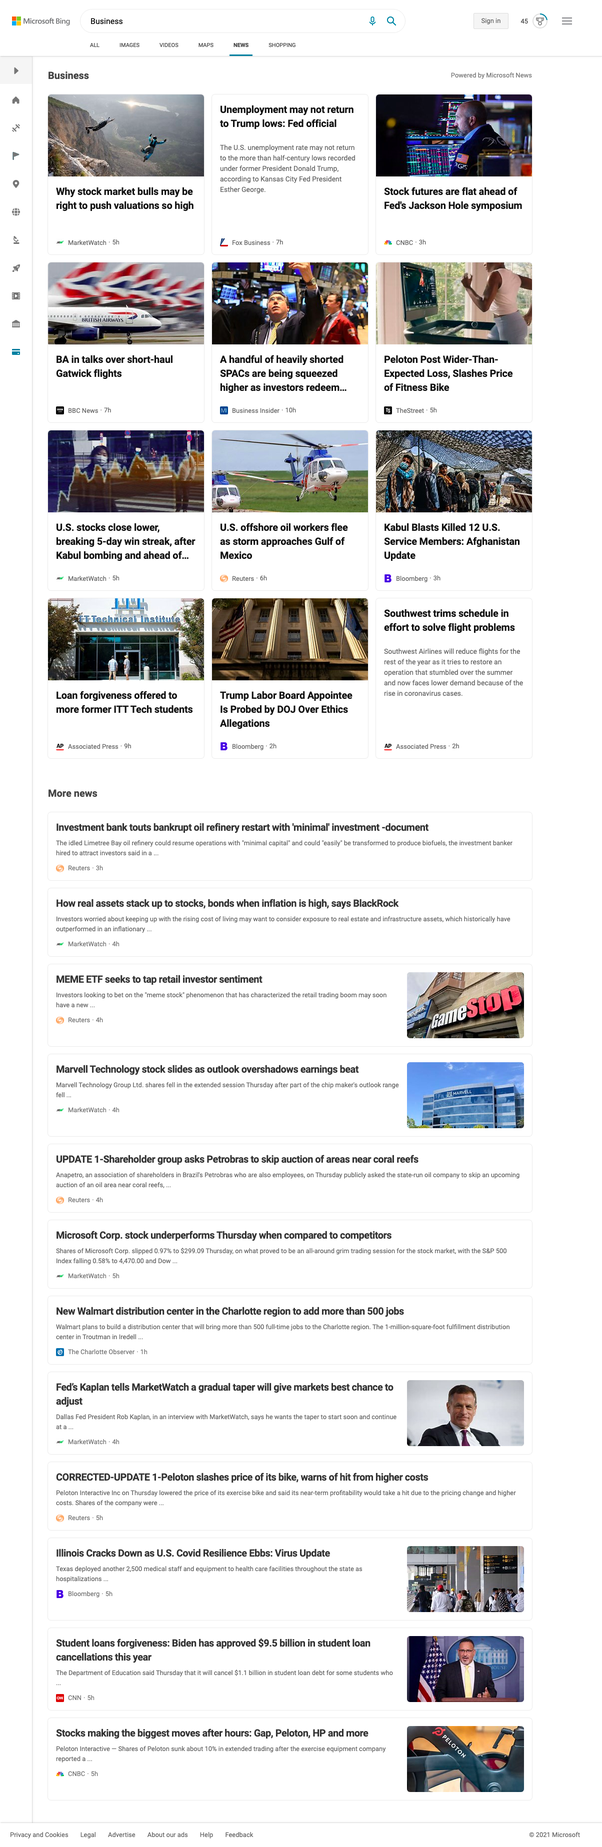 Microsoft Bing
Business
Sign in
45
ALL IMAGES VIDEOS MAPS NEWS SHOPPING
Business
Powered by Microsoft News
Why stock market bulls may be
right to push valuations so high
MarketWatch · 5h
Unemployment may not return
to Trump lows: Fed official
The U.S. unemployment rate may not return
to the more than half-century lows recorded
under former President Donald Trump,
according to Kansas City Fed President
Esther George.
Fox Business · 7h
Stock futures are flat ahead of
Fed's Jackson Hole symposium
CNBC · 3h
BRITISH AIRWAYS
BA in talks over short-haul
Gatwick flights
BBC News · 7h
A handful of heavily shorted
SPACs are being squeezed
higher as investors redeem...
Business Insider · 10h
Peloton Post Wider-Than-
Expected Loss, Slashes Price
of Fitness Bike
TheStreet · 5h
U.S. stocks close lower,
breaking 5-day win streak, after
Kabul bombing and ahead of...
MarketWatch · 5h
U.S. offshore oil workers flee
as storm approaches Gulf of
Mexico
Reuters · 6h
Kabul Blasts Killed 12 U.S.
Service Members: Afghanistan
Update
Bloomberg · 3h
ITT Technical Institute
Loan forgiveness offered to
more former ITT Tech students
AP Associated Press · 9h
Trump Labor Board Appointee
Is Probed by DOJ Over Ethics
Allegations
Bloomberg · 2h
Southwest trims schedule in
effort to solve flight problems
Southwest Airlines will reduce flights for the
rest of the year as it tries to restore an
operation that stumbled over the summer
and now faces lower demand because of the
rise in coronavirus cases.
AP Associated Press · 2h
More news
Investment bank touts bankrupt oil refinery restart with 'minimal' investment -document
The idled Limetree Bay oil refinery could resume operations with "minimal capital" and could "easily" be transformed to produce biofuels, the investment banker
hired to attract investors said in a ...
Reuters · 3h
How real assets stack up to stocks, bonds when inflation is high, says BlackRock
Investors worried about keeping up with the rising cost of living may want to consider exposure to real estate and infrastructure assets, which historically have
outperformed in an inflationary ...
MarketWatch · 4h
MEME ETF seeks to tap retail investor sentiment
Investors looking to bet on the "meme stock" phenomenon that has characterized the retail trading boom may soon
have a new ...
Reuters · 4h
GameStop
Marvell Technology stock slides as outlook overshadows earnings beat
Marvell Technology Group Ltd. shares fell in the extended session Thursday after part of the chip maker's outlook range
fell ...
MarketWatch · 4h
MARVELL
UPDATE 1-Shareholder group asks Petrobras to skip auction of areas near coral reefs
Anapetro, an association of shareholders in Brazil's Petrobras who are also employees, on Thursday publicly asked the state-run oil company to skip an upcoming
auction of an oil area near coral reefs, ...
Reuters · 4h
Microsoft Corp. stock underperforms Thursday when compared to competitors
Shares of Microsoft Corp. slipped 0.97% to $299.09 Thursday, on what proved to be an all-around grim trading session for the stock market, with the S&P 500
Index falling 0.58% to 4,470.00 and Dow ...
MarketWatch · 5h
New Walmart distribution center in the Charlotte region to add more than 500 jobs
Walmart plans to build a distribution center that will bring more than 500 full-time jobs to the Charlotte region. The 1-million-square-foot fulfillment distribution
center in Troutman in Iredell ...
The Charlotte Observer · 1h
Fed's Kaplan tells MarketWatch a gradual taper will give markets best chance to
adjust
Dallas Fed President Rob Kaplan, in an interview with MarketWatch, says he wants the taper to start soon and continue
at a ...
MarketWatch · 4h
CORRECTED-UPDATE 1-Peloton slashes price of its bike, warns of hit from higher costs
Peloton Interactive Inc on Thursday lowered the price of its exercise bike and said its near-term profitability would take a hit due to the pricing change and higher
costs. Shares of the company were ...
Reuters · 5h
Illinois Cracks Down as U.S. Covid Resilience Ebbs: Virus Update
Texas deployed another 2,500 medical staff and equipment to health care facilities throughout the state as
hospitalizations ...
Bloomberg · 5h
Student loans forgiveness: Biden has approved $9.5 billion in student loan
cancellations this year
The Department of Education said Thursday that it will cancel $1.1 billion in student loan debt for some students who
...
CNN · 5h
Stocks making the biggest moves after hours: Gap, Peloton, HP and more
Peloton Interactive — Shares of Peloton sunk about 10% in extended trading after the exercise equipment company
reported a ...
CNBC · 5h
PELOTON
Privacy and Cookies Legal Advertise About our ads Help Feedback
© 2021 Microsoft